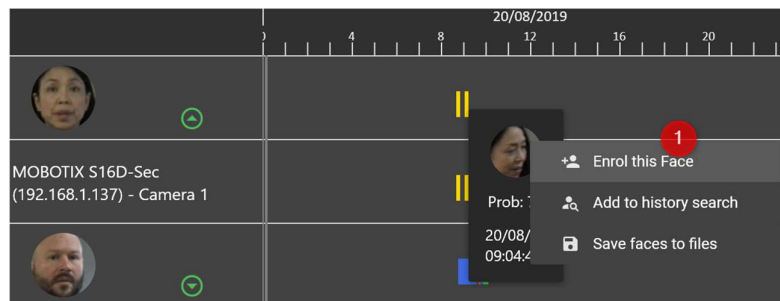 20/08/2019
0 4 8 12 16 20
1
Enrol this Face
MOBOTIX S16D-Sec
(192.168.1.137) - Camera 1
Prob:
Add to history search
20/08/
Save faces to files
09:04:4